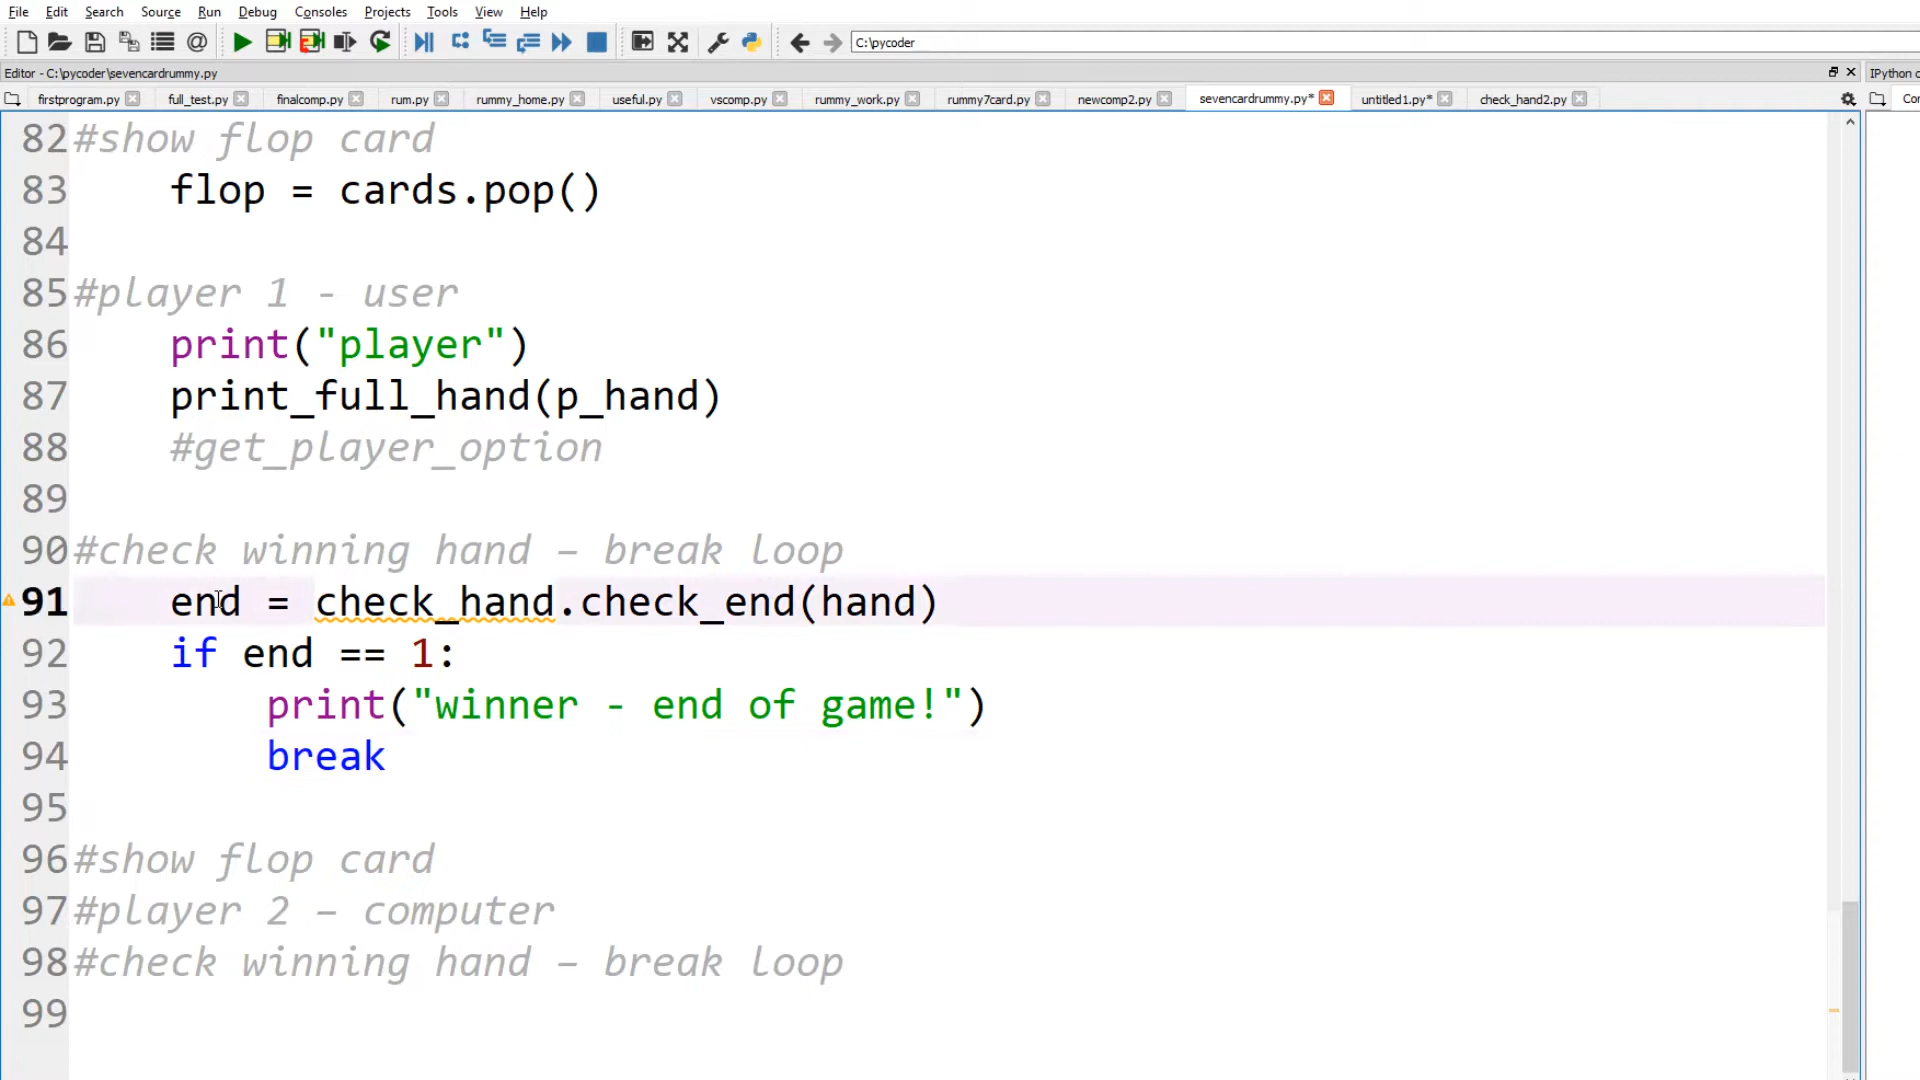 File Edit Search Source Run Debug Consoles Projects Tools View Help
C:\pycoder
Editor - C:\pycoder\sevencardrummy.py
IPython c
firstprogram.py full_test.py finalcomp.py rum.py rummy_home.py useful.py vscomp.py rummy_work.py rummy7card.py newcomp2.py sevencardrummy.py* untitled1.py* check_hand2.py
Con
82 #show flop card
83 flop = cards.pop()
84
85 #player 1 - user
86 print("player")
87 print_full_hand(p_hand)
88 #get_player_option
89
90 #check winning hand – break loop
91 end = check_hand.check_end(hand)
92 if end == 1:
93 print("winner - end of game!")
94 break
95
96 #show flop card
97 #player 2 – computer
98 #check winning hand – break loop
99